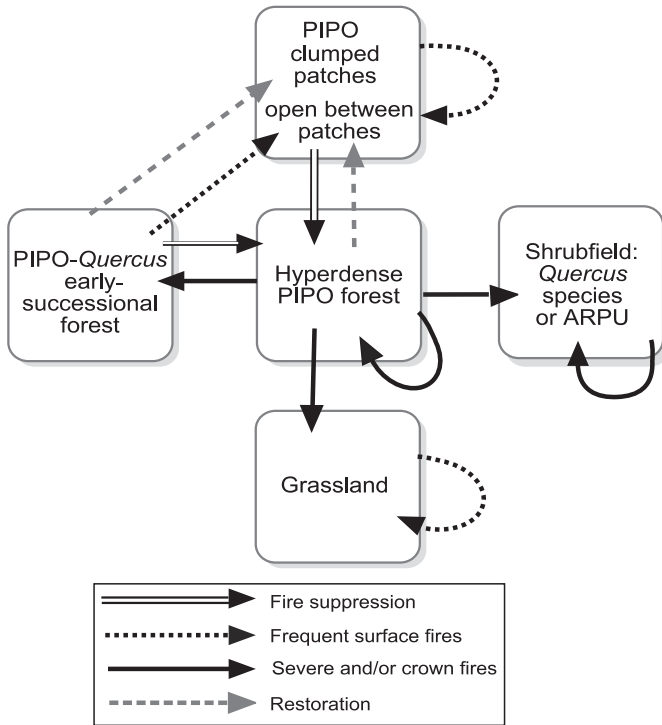 PIPO
clumped
patches
open between
patches
PIPO-Quercus
early-
successional
forest
Hyperdense
PIPO forest
Shrubfield:
Quercus
species
or ARPU
Grassland
Fire suppression
Frequent surface fires
Severe and/or crown fires
Restoration